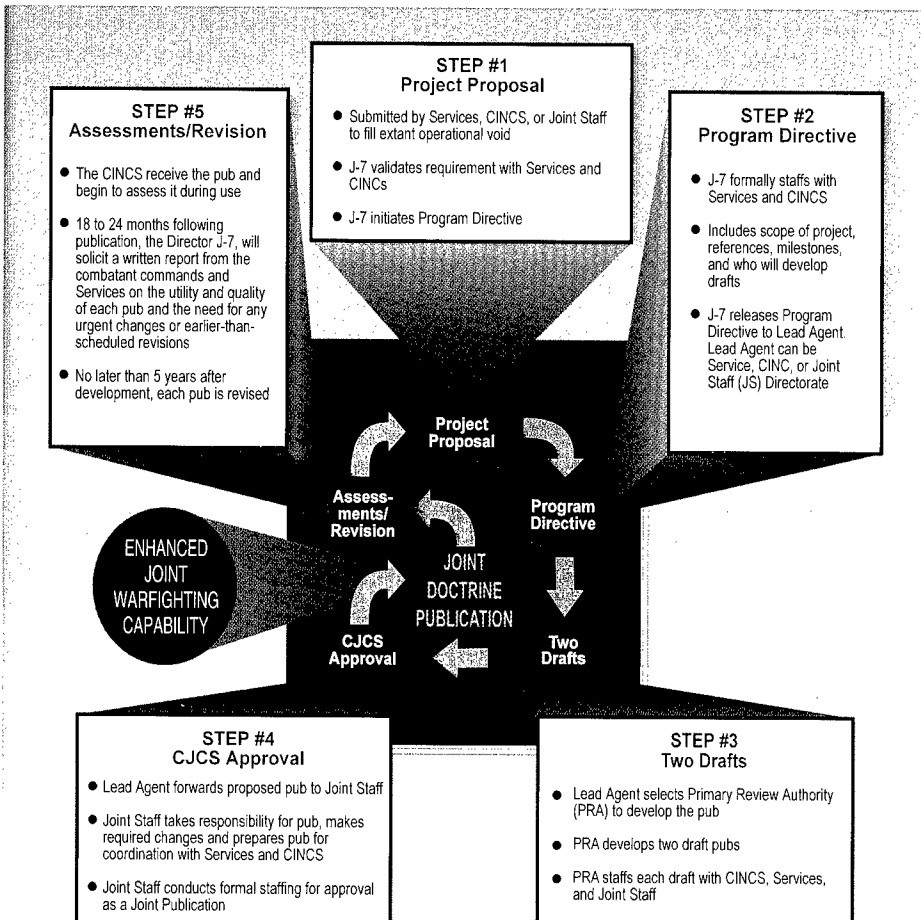 STEP #1
Project Proposal
● Submitted by Services, CINCS, or Joint Staff
to fill extant operational void
● J-7 validates requirement with Services and
CINCs
● J-7 initiates Program Directive
STEP #2
Program Directive
● J-7 formally staffs with
Services and CINCS
● Includes scope of project,
references, milestones,
and who will develop
drafts
● J-7 releases Program
Directive to Lead Agent.
Lead Agent can be
Service, CINC, or Joint
Staff (JS) Directorate
STEP #3
Two Drafts
● Lead Agent selects Primary Review Authority
(PRA) to develop the pub
● PRA develops two draft pubs
● PRA staffs each draft with CINCS, Services,
and Joint Staff
STEP #4
CJCS Approval
● Lead Agent forwards proposed pub to Joint Staff
● Joint Staff takes responsibility for pub, makes
required changes and prepares pub for
coordination with Services and CINCS
● Joint Staff conducts formal staffing for approval
as a Joint Publication
STEP #5
Assessments/Revision
● The CINCS receive the pub and
begin to assess it during use
● 18 to 24 months following
publication, the Director J-7, will
solicit a written report from the
combatant commands and
Services on the utility and quality
of each pub and the need for any
urgent changes or earlier-than-
scheduled revisions
● No later than 5 years after
development, each pub is revised
Project
Proposal
Program
Directive
Two
Drafts
CJCS
Approval
Assess-
ments/
Revision
JOINT
DOCTRINE
PUBLICATION
ENHANCED
JOINT
WARFIGHTING
CAPABILITY